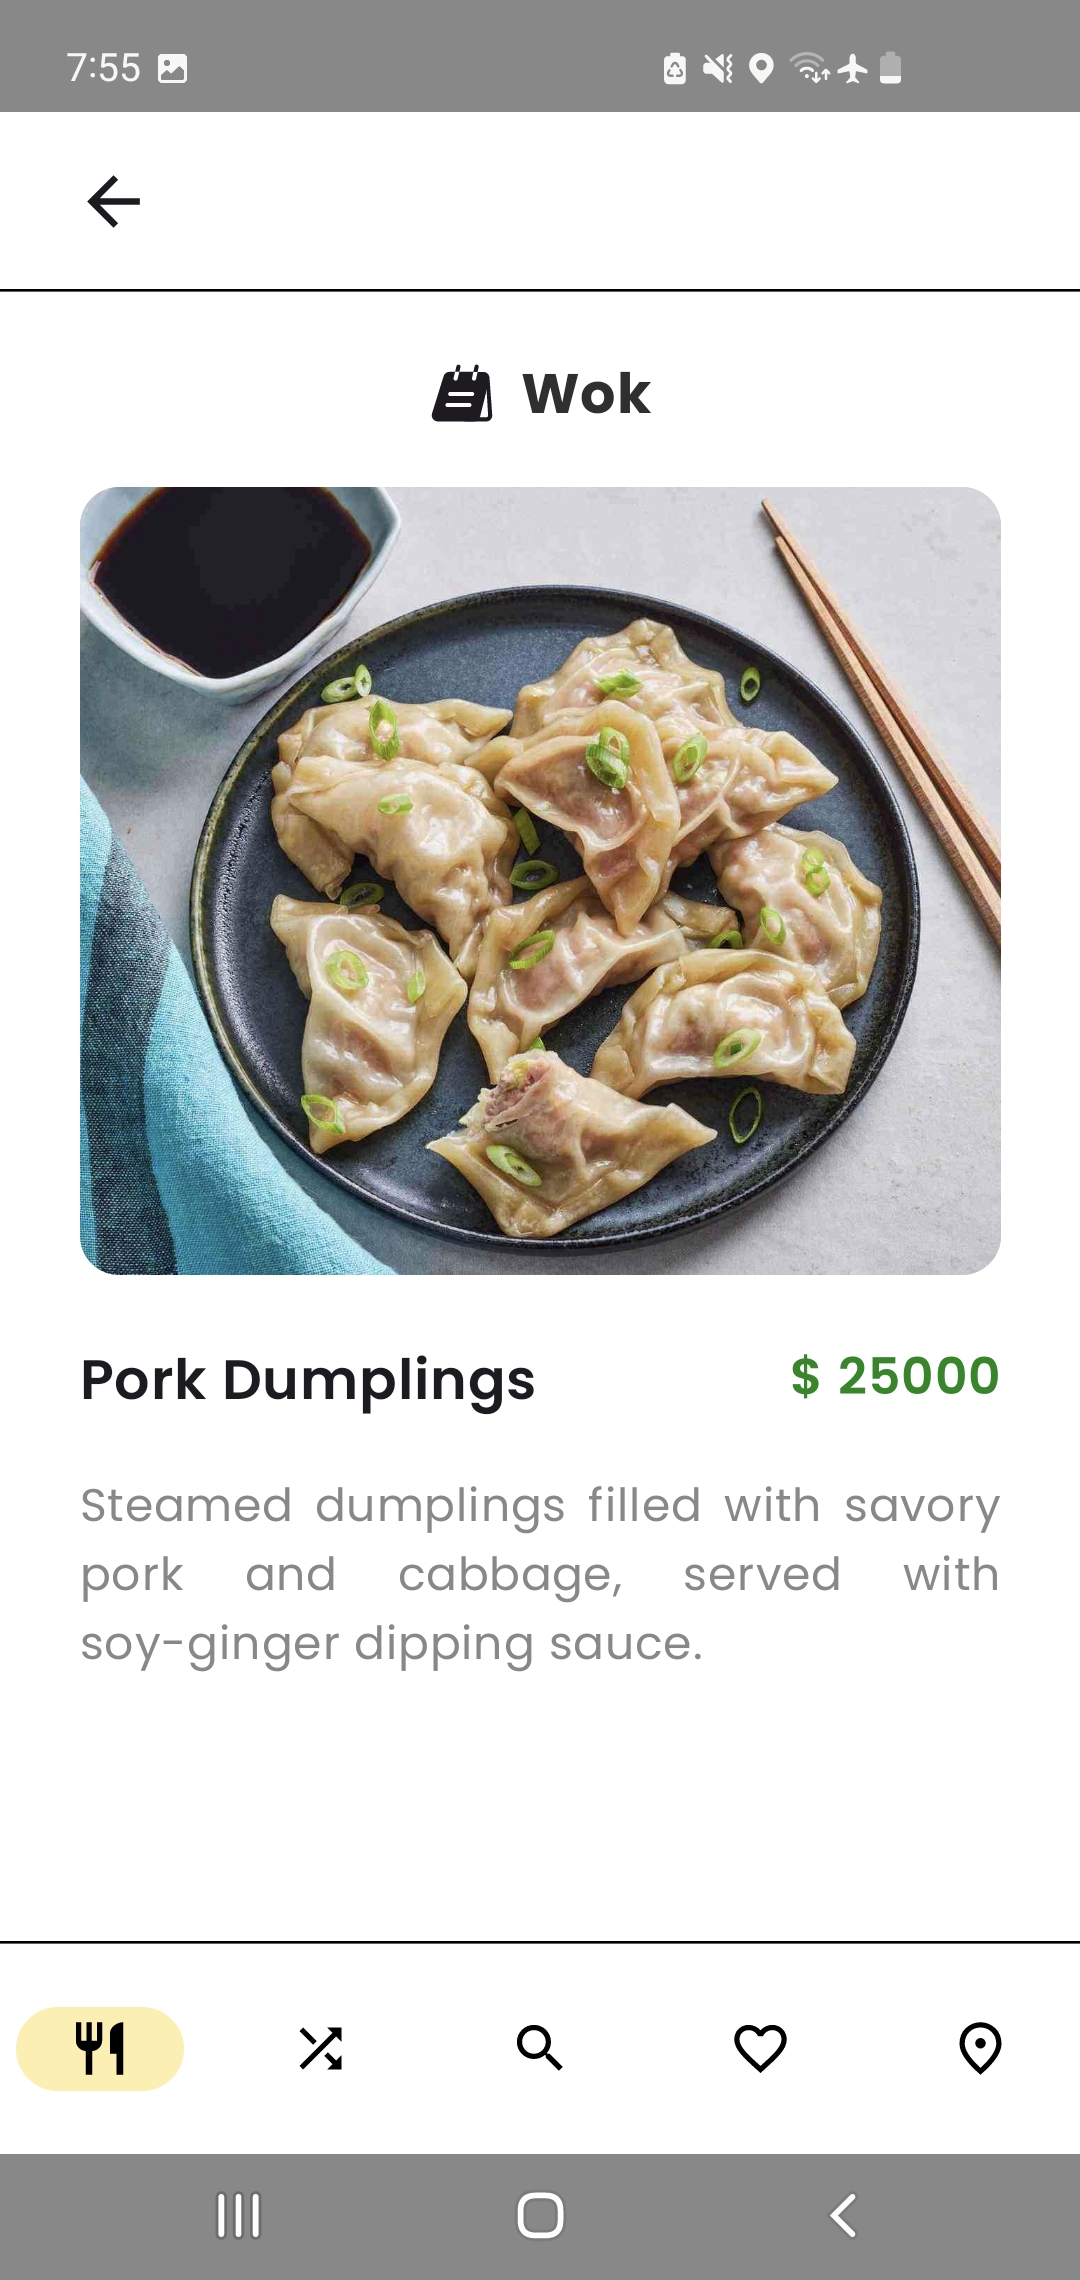 7:55
Wok
Pork Dumplings
$ 25000
Steamed dumplings filled with savory
pork and cabbage, served with
soy-ginger dipping sauce.